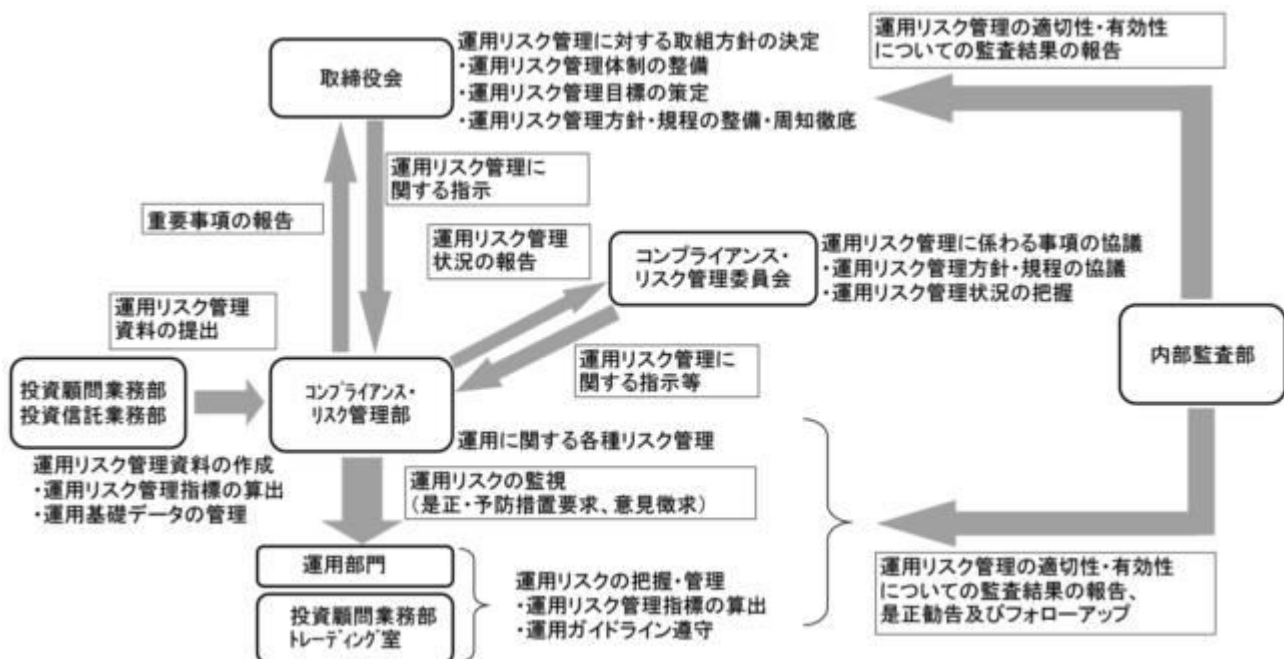 取締役会
運用リスク管理に対する取組方針の決定
・運用リスク管理体制の整備
・運用リスク管理目標の策定
・運用リスク管理方針・規程の整備・周知徹底
運用リスク管理の適切性・有効性
についての監査結果の報告
運用リスク管理に
関する指示
重要事項の報告
運用リスク管理
状況の報告
コンプライアンス・
リスク管理委員会
運用リスク管理に係わる事項の協議
・運用リスク管理方針・規程の協議
・運用リスク管理状況の把握
運用リスク管理
資料の提出
内部監査部
投資顧問業務部
投資信託業務部
コンプライアンス・
リスク管理部
運用リスク管理に
関する指示等
運用に関する各種リスク管理
運用リスク管理資料の作成
・運用リスク管理指標の算出
・運用基礎データの管理
運用リスクの監視
(是正・予防措置要求、意見徴求)
運用部門
投資顧問業務部
トレーディング室
運用リスクの把握・管理
・運用リスク管理指標の算出
・運用ガイドライン遵守
運用リスク管理の適切性・有効性
についての監査結果の報告、
是正勧告及びフォローアップ